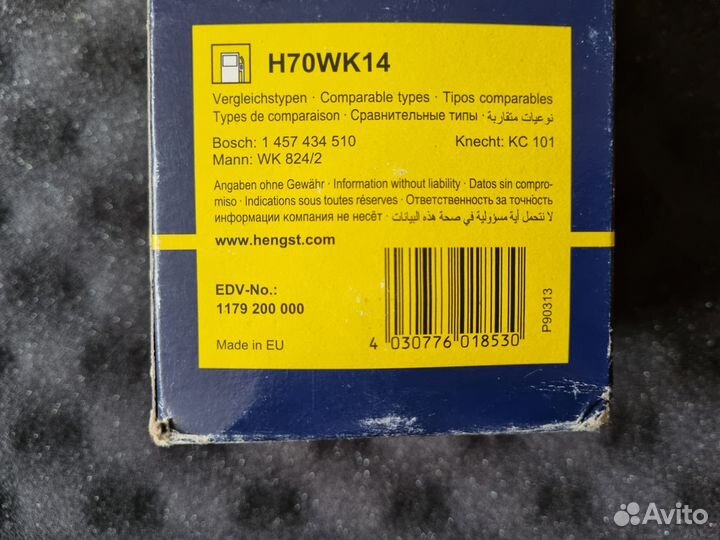 H70WK14
Vergleichstypen · Comparable types · Tipos comparables
Types de comparaison · Сравнительные типы · نوعيات متقاربة
Bosch: 1 457 434 510 Knecht: KC 101
Mann: WK 824/2
Angaben ohne Gewähr · Information without liability · Datos sin compro-
miso · Indications sous toutes réserves · Ответственность за точность
информации компания не несёт · لا نتحمل أية مسؤولية في صحة هذه البيانات
www.hengst.com
EDV-No.:
1179 200 000
Made in EU
4 030776 018530
P90313
Avito